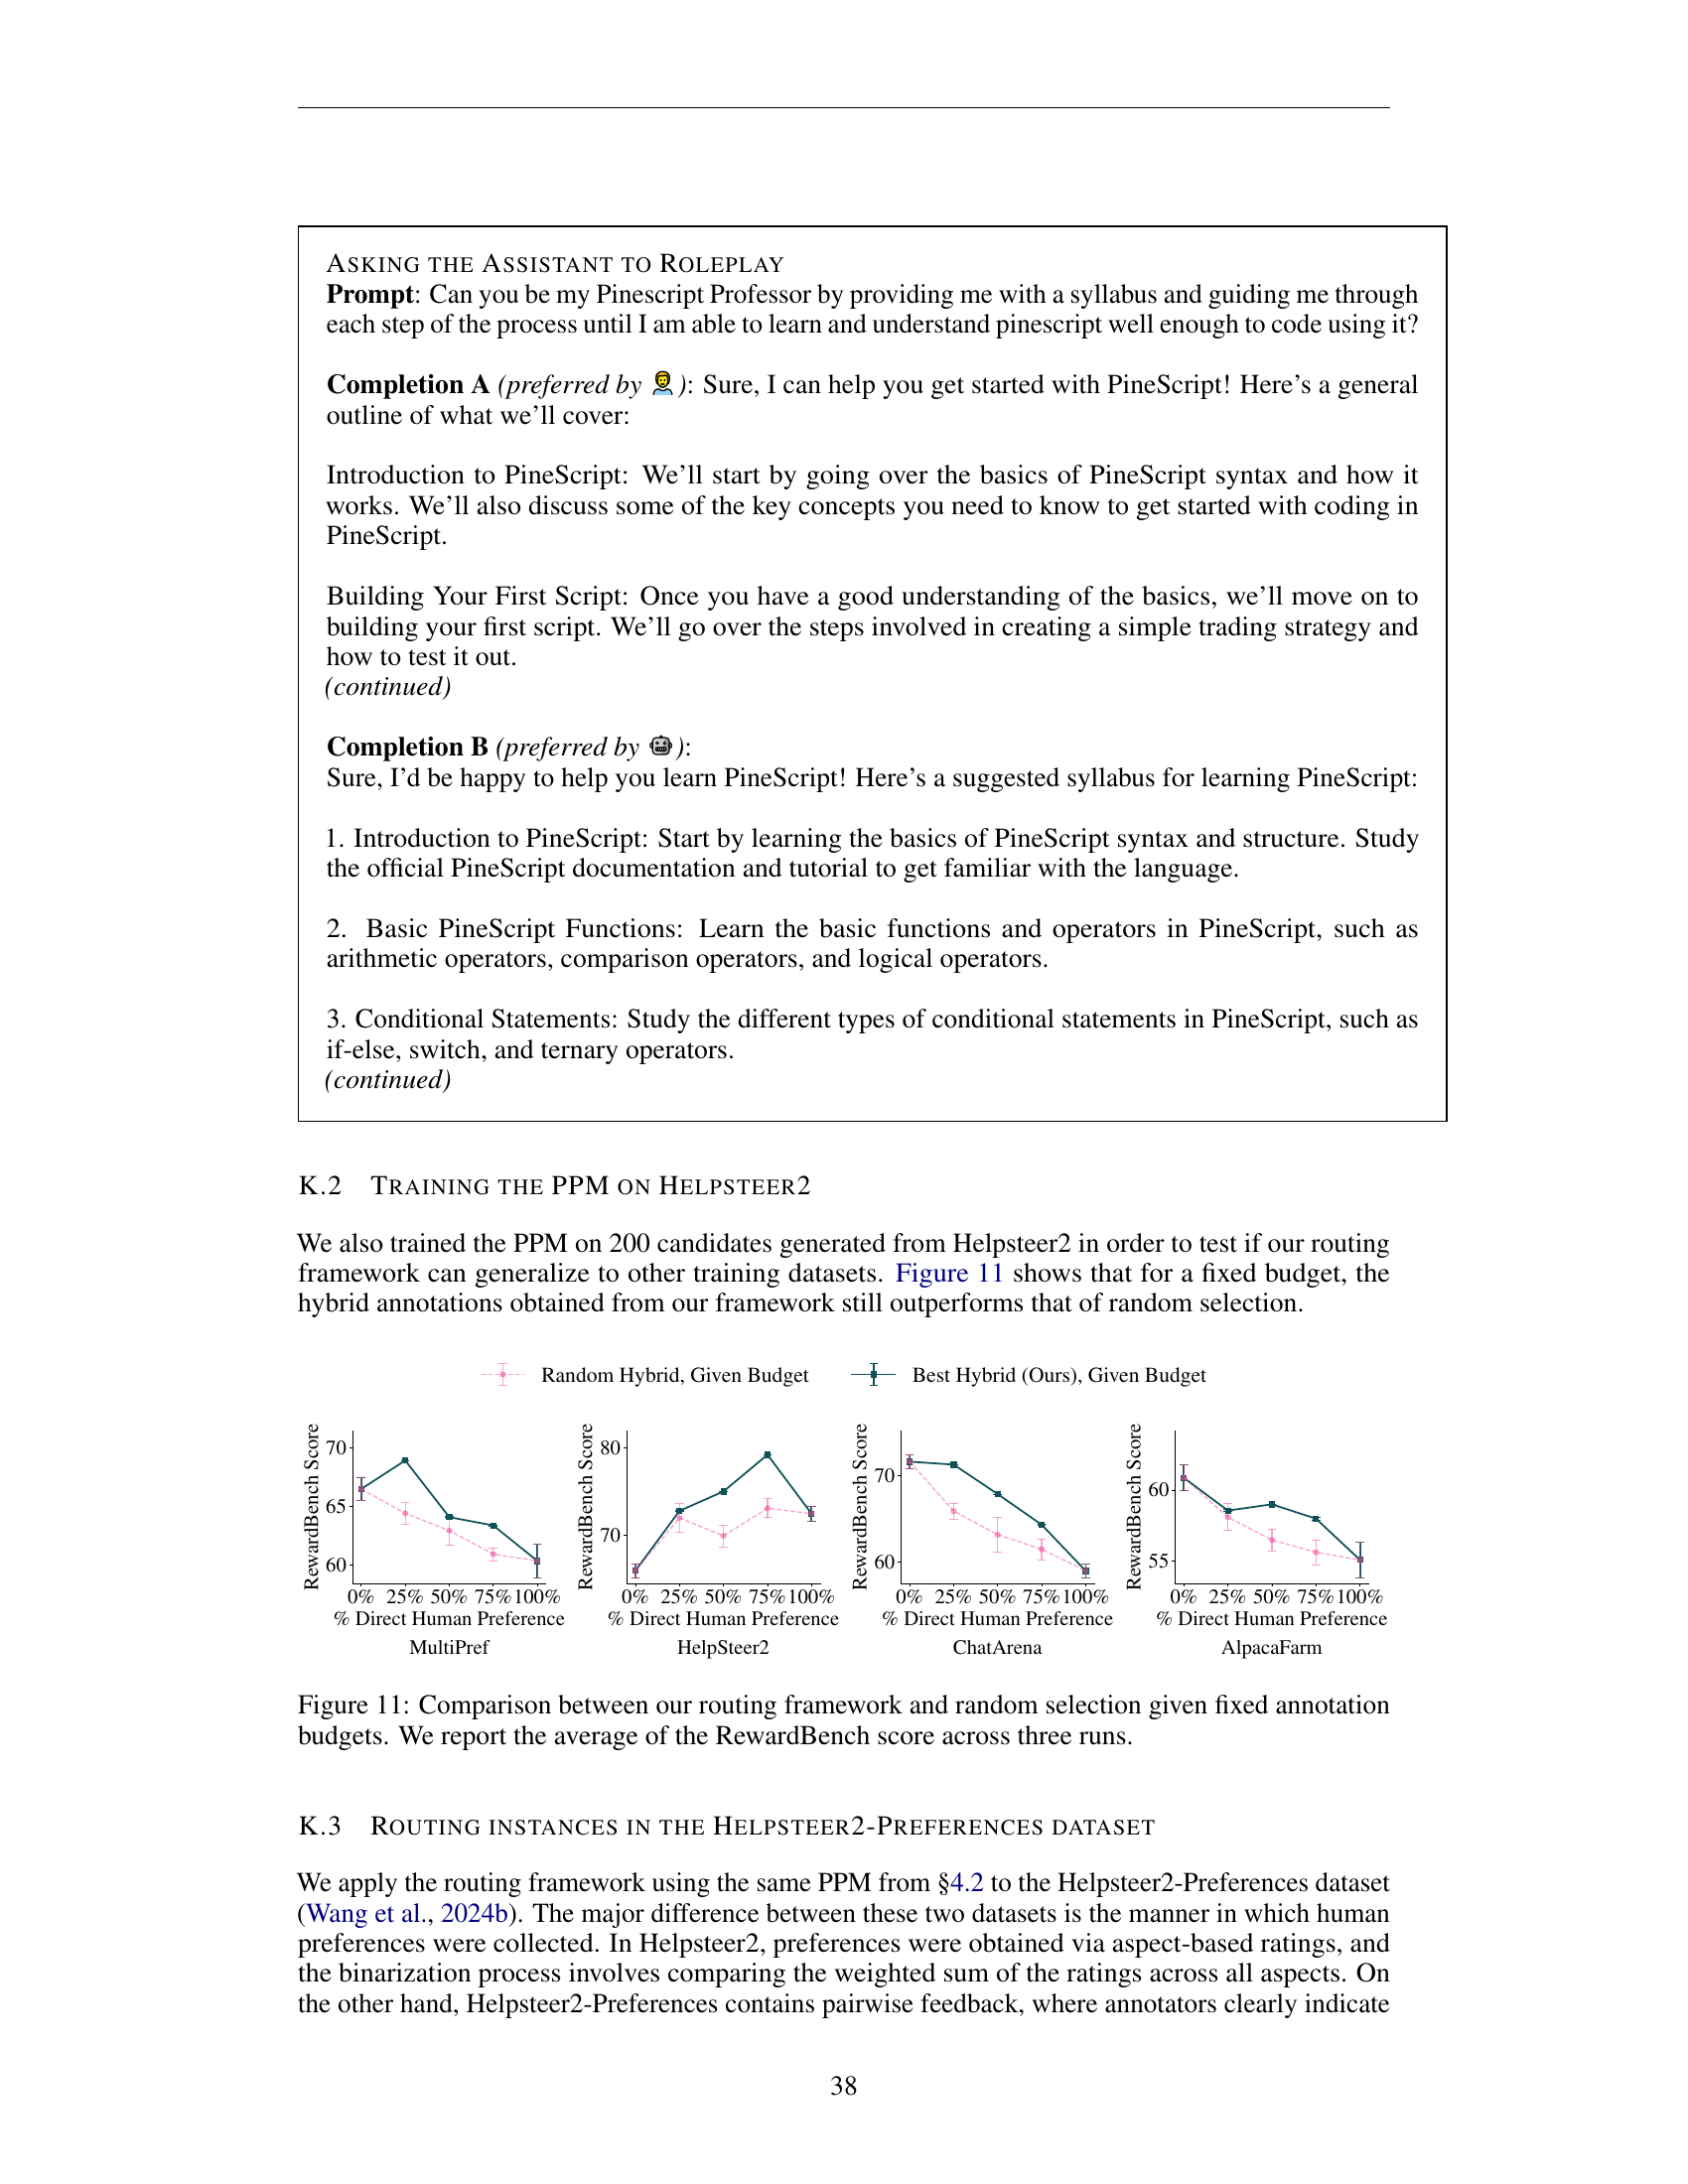 ASKING THE ASSISTANT TO ROLEPLAY
Prompt: Can you be my Pinescript Professor by providing me with a syllabus and guiding me through
each step of the process until I am able to learn and understand pinescript well enough to code using it?
Completion A (preferred by ): Sure, I can help you get started with PineScript! Here's a general
outline of what we'll cover:
Introduction to PineScript: We'll start by going over the basics of PineScript syntax and how it
works. We'll also discuss some of the key concepts you need to know to get started with coding in
PineScript.
Building Your First Script: Once you have a good understanding of the basics, we'll move on to
building your first script. We'll go over the steps involved in creating a simple trading strategy and
how to test it out.
(continued)
Completion B (preferred by ):
Sure, I'd be happy to help you learn PineScript! Here's a suggested syllabus for learning PineScript:
1. Introduction to PineScript: Start by learning the basics of PineScript syntax and structure. Study
the official PineScript documentation and tutorial to get familiar with the language.
2. Basic PineScript Functions: Learn the basic functions and operators in PineScript, such as
arithmetic operators, comparison operators, and logical operators.
3. Conditional Statements: Study the different types of conditional statements in PineScript, such as
if-else, switch, and ternary operators.
(continued)
K.2 TRAINING THE PPM ON HELPSTEER2
We also trained the PPM on 200 candidates generated from Helpsteer2 in order to test if our routing
framework can generalize to other training datasets. Figure 11 shows that for a fixed budget, the
hybrid annotations obtained from our framework still outperforms that of random selection.
Random Hybrid, Given Budget Best Hybrid (Ours), Given Budget
RewardBench Score
70
65
60
0% 25% 50% 75% 100%
% Direct Human Preference
MultiPref
RewardBench Score
80
70
0% 25% 50% 75% 100%
% Direct Human Preference
HelpSteer2
RewardBench Score
70
60
0% 25% 50% 75% 100%
% Direct Human Preference
ChatArena
RewardBench Score
60
55
0% 25% 50% 75% 100%
% Direct Human Preference
AlpacaFarm
Figure 11: Comparison between our routing framework and random selection given fixed annotation
budgets. We report the average of the RewardBench score across three runs.
K.3 ROUTING INSTANCES IN THE HELPSTEER2-PREFERENCES DATASET
We apply the routing framework using the same PPM from §4.2 to the Helpsteer2-Preferences dataset
(Wang et al., 2024b). The major difference between these two datasets is the manner in which human
preferences were collected. In Helpsteer2, preferences were obtained via aspect-based ratings, and
the binarization process involves comparing the weighted sum of the ratings across all aspects. On
the other hand, Helpsteer2-Preferences contains pairwise feedback, where annotators clearly indicate
38